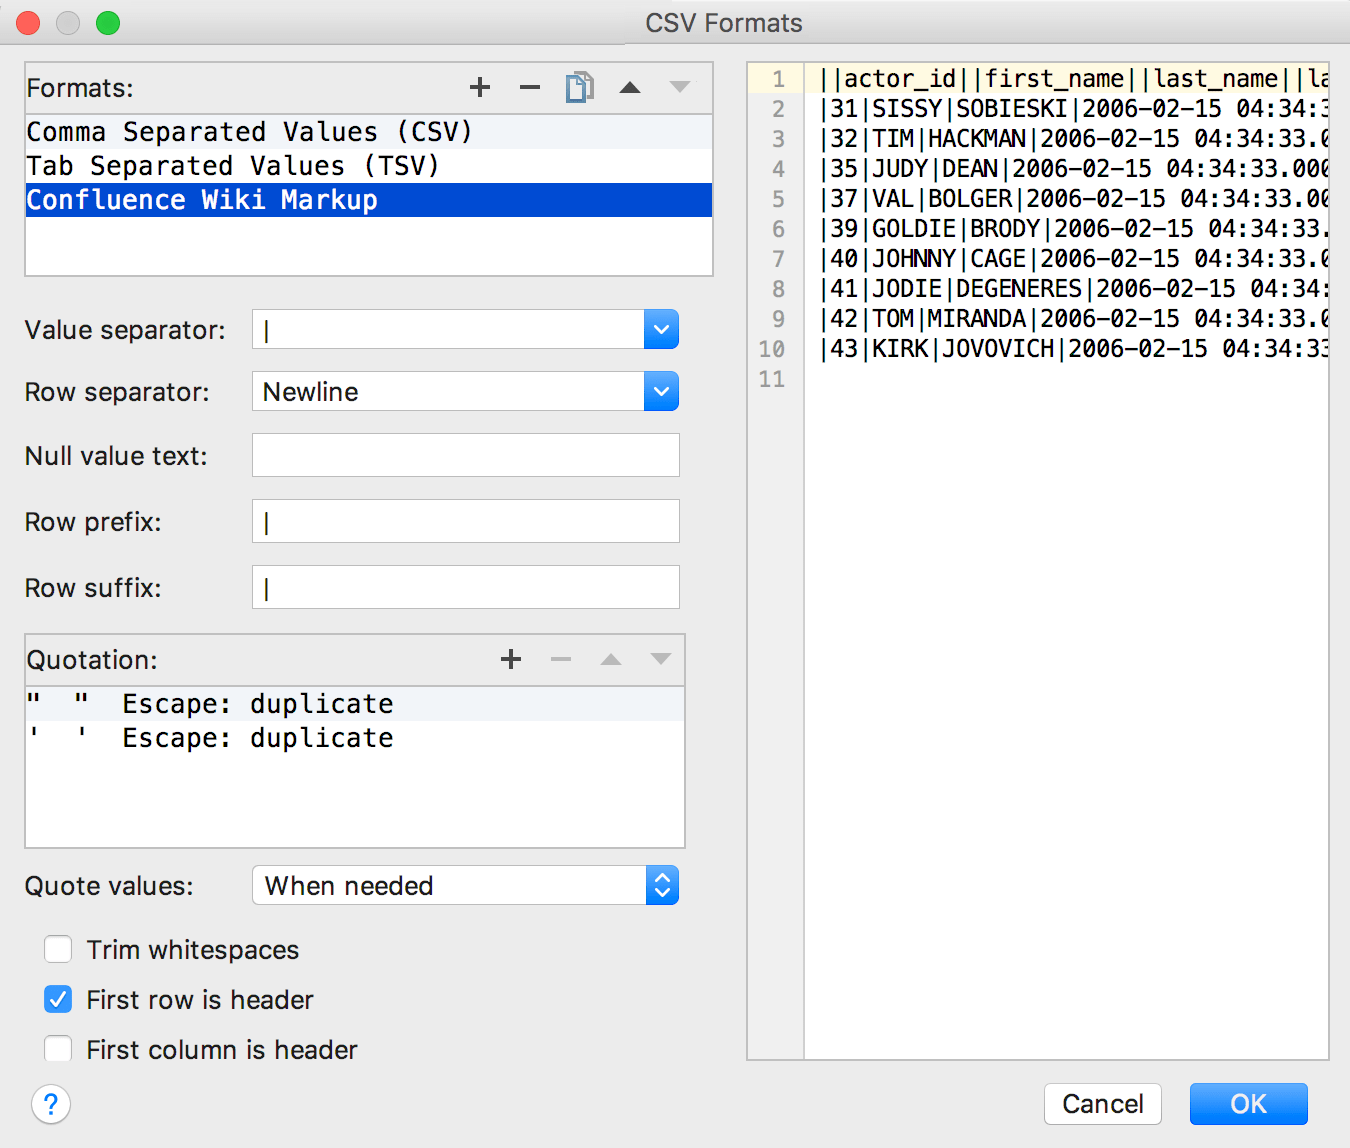 CSV Formats
Formats:
Comma Separated Values (CSV)
Tab Separated Values (TSV)
Confluence Wiki Markup
Value separator: |
Row separator: Newline
Null value text:
Row prefix: |
Row suffix: |
Quotation:
" " Escape: duplicate
' ' Escape: duplicate
Quote values: When needed
Trim whitespaces
First row is header
First column is header
?
1 ||actor_id||first_name||last_name||la
2 |31|SISSY|SOBIESKI|2006-02-15 04:34:3
3 |32|TIM|HACKMAN|2006-02-15 04:34:33.0
4 |35|JUDY|DEAN|2006-02-15 04:34:33.000
5 |37|VAL|BOLGER|2006-02-15 04:34:33.00
6 |39|GOLDIE|BRODY|2006-02-15 04:34:33.
7 |40|JOHNNY|CAGE|2006-02-15 04:34:33.0
8 |41|JODIE|DEGENERES|2006-02-15 04:34:
9 |42|TOM|MIRANDA|2006-02-15 04:34:33.0
10 |43|KIRK|JOVOVICH|2006-02-15 04:34:33
11
Cancel
OK